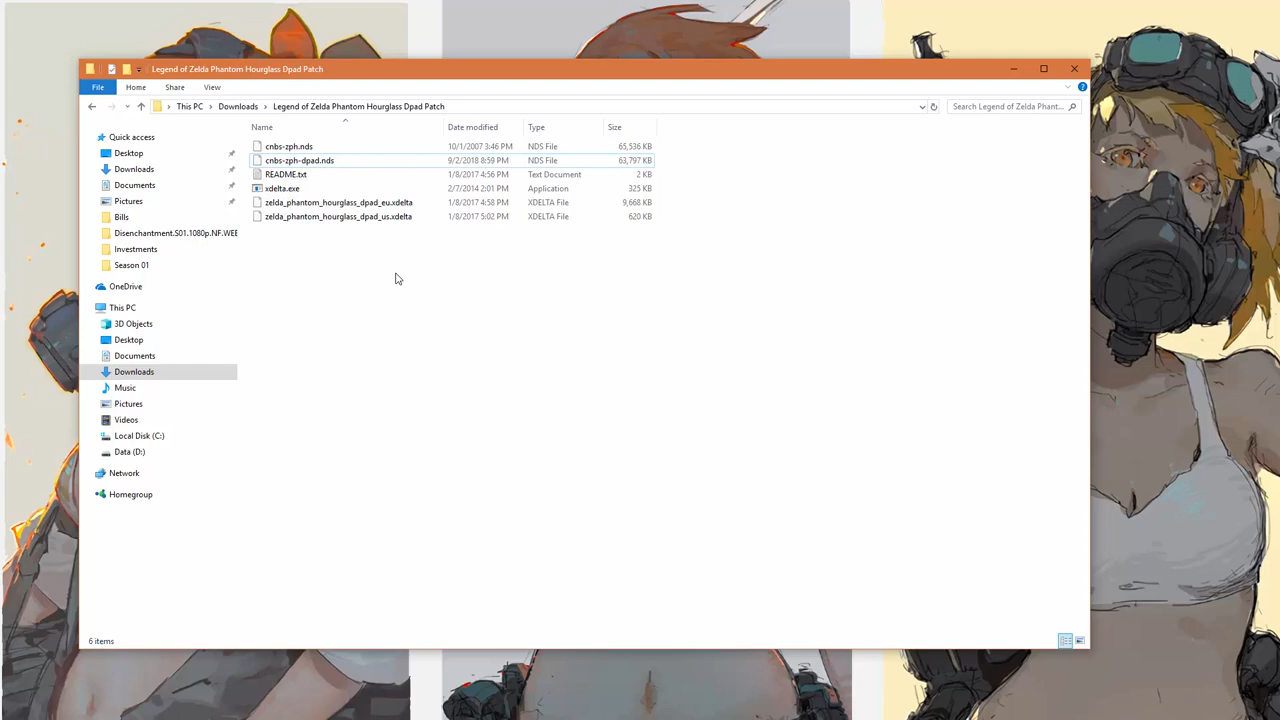 Legend of Zelda Phantom Hourglass Dpad Patch
File Home Share View
This PC Downloads Legend of Zelda Phantom Hourglass Dpad Patch Search Legend of Zelda Phant...
Name Date modified Type Size
Quick access
Desktop
Downloads
Documents
Pictures
Bills
Disenchantment.S01.1080p.NF.WEE
Investments
Season 01
OneDrive
This PC
3D Objects
Desktop
Documents
Downloads
Music
Pictures
Videos
Local Disk (C:)
Data (D:)
Network
Homegroup
cnbs-zph.nds 10/1/2007 3:46 PM NDS File 65,536 KB
cnbs-zph-dpad.nds 9/2/2018 8:59 PM NDS File 63,797 KB
README.txt 1/8/2017 4:56 PM Text Document 2 KB
xdelta.exe 2/7/2014 2:01 PM Application 325 KB
zelda_phantom_hourglass_dpad_eu.xdelta 1/8/2017 4:58 PM XDELTA File 9,668 KB
zelda_phantom_hourglass_dpad_us.xdelta 1/8/2017 5:02 PM XDELTA File 620 KB
6 items